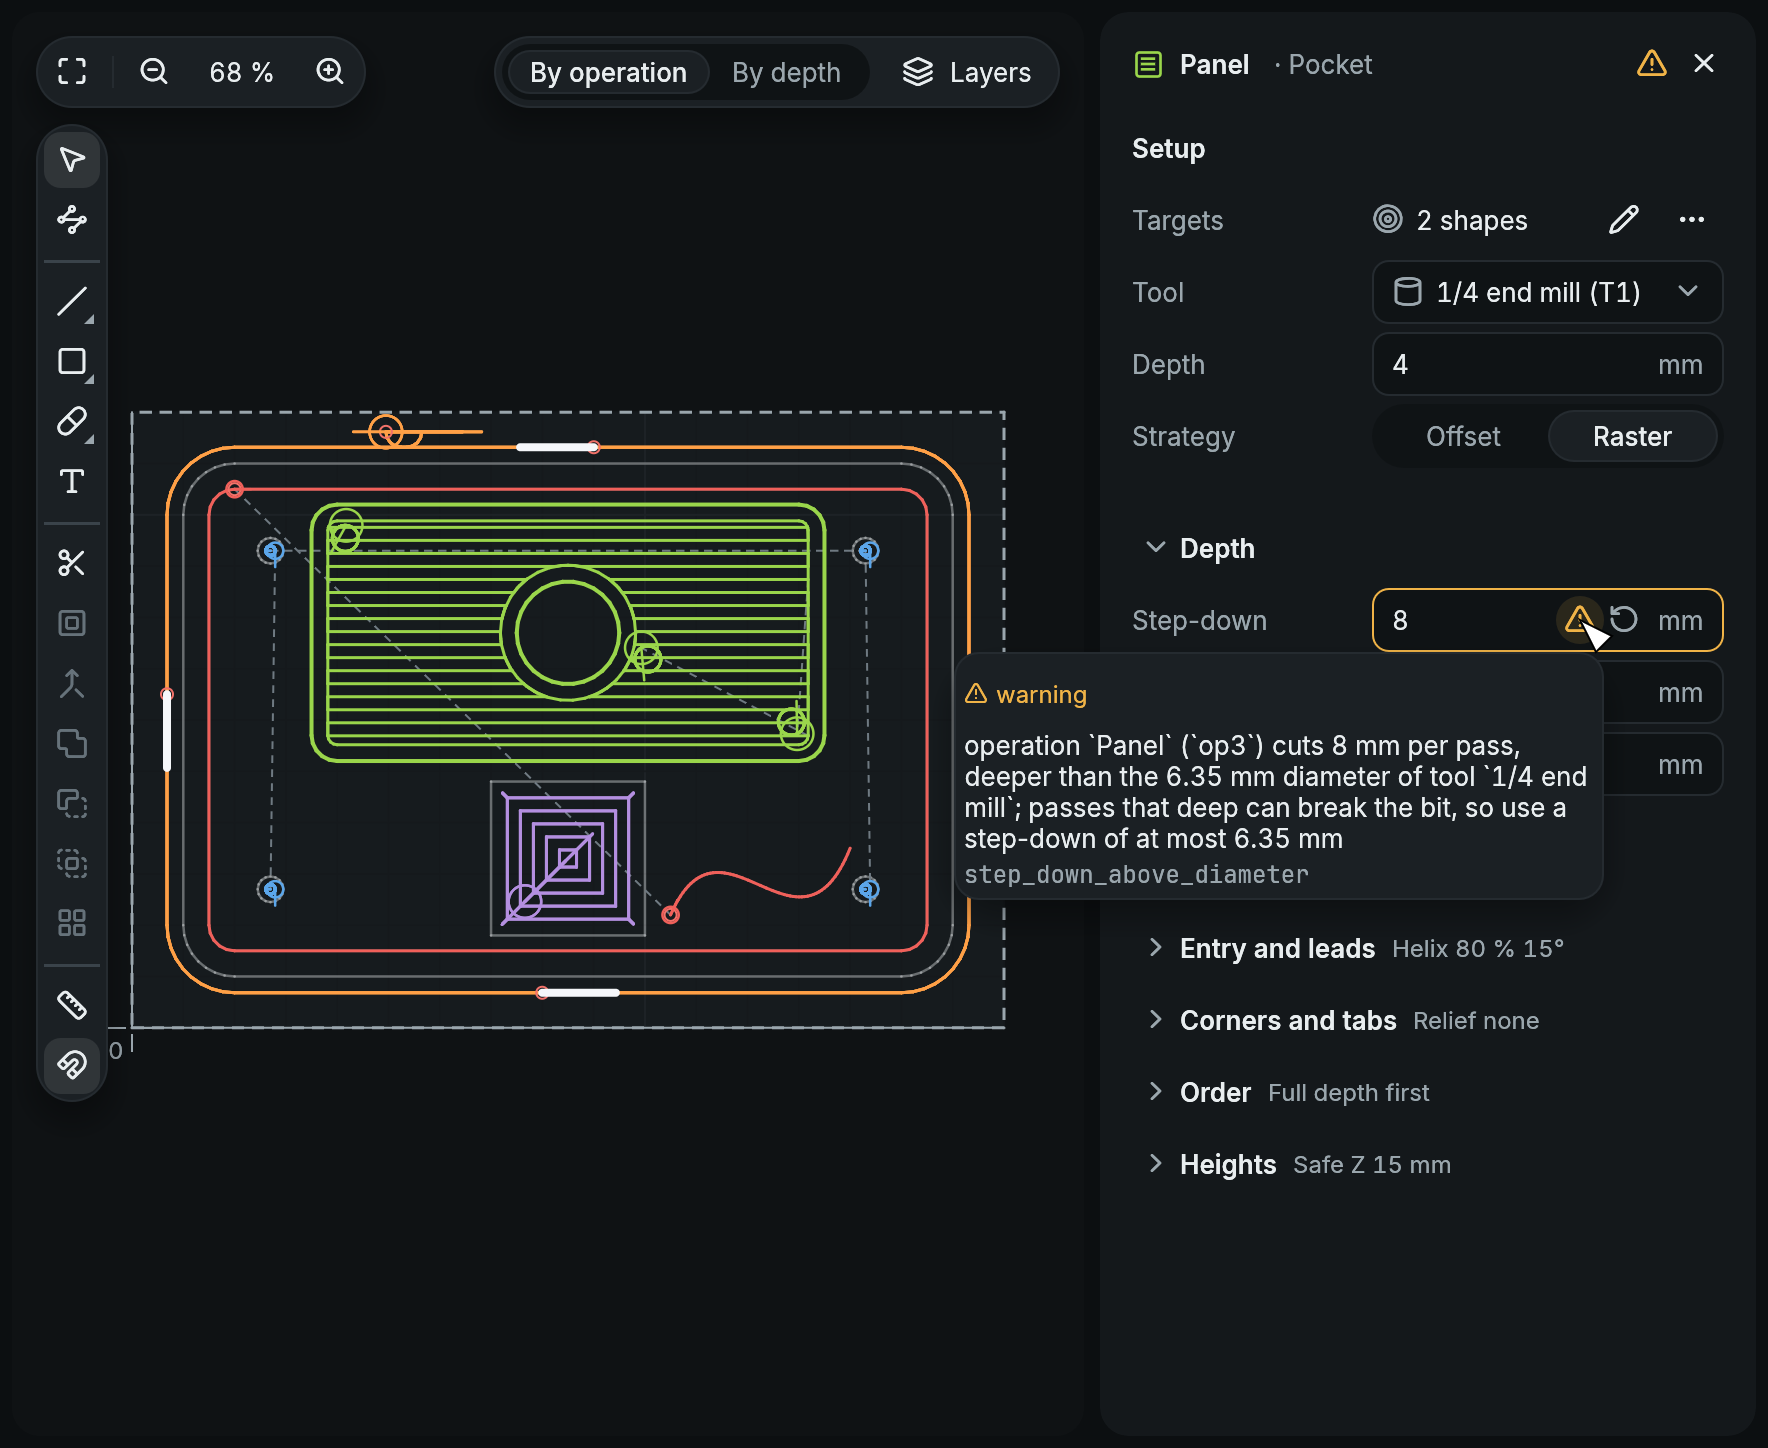 68 %
By operation
By depth
Layers
Panel · Pocket
Setup
Targets
2 shapes
Tool
1/4 end mill (T1)
Depth
4
mm
Strategy
Offset
Raster
Depth
Step-down
8
mm
mm
mm
warning
operation `Panel` (`op3`) cuts 8 mm per pass,
deeper than the 6.35 mm diameter of tool `1/4 end
mill`; passes that deep can break the bit, so use a
step-down of at most 6.35 mm
step_down_above_diameter
Entry and leads Helix 80 % 15°
Corners and tabs Relief none
Order Full depth first
Heights Safe Z 15 mm
0